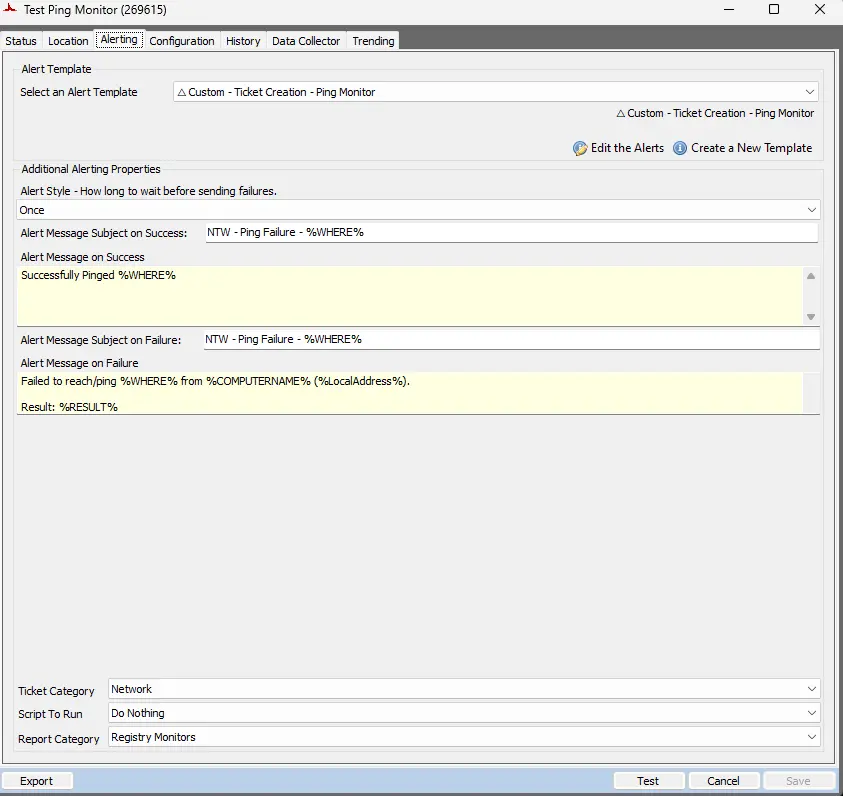 Test Ping Monitor (269615)
Status Location Alerting Configuration History Data Collector Trending
Alert Template
Select an Alert Template
Custom - Ticket Creation - Ping Monitor
Custom - Ticket Creation - Ping Monitor
Edit the Alerts Create a New Template
Additional Alerting Properties
Alert Style - How long to wait before sending failures.
Once
Alert Message Subject on Success: NTW - Ping Failure - %WHERE%
Alert Message on Success
Successfully Pinged %WHERE%
Alert Message Subject on Failure: NTW - Ping Failure - %WHERE%
Alert Message on Failure
Failed to reach/ping %WHERE% from %COMPUTERNAME% (%LocalAddress%).
Result: %RESULT%
Ticket Category Network
Script To Run Do Nothing
Report Category Registry Monitors
Export Test Cancel Save